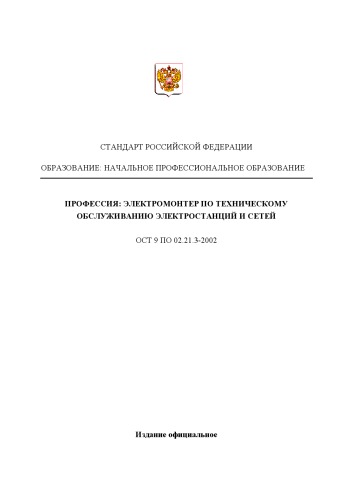 СТАНДАРТ РОССИЙСКОЙ ФЕДЕРАЦИИ
ОБРАЗОВАНИЕ: НАЧАЛЬНОЕ ПРОФЕССИОНАЛЬНОЕ ОБРАЗОВАНИЕ
ПРОФЕССИЯ: ЭЛЕКТРОМОНТЕР ПО ТЕХНИЧЕСКОМУ
ОБСЛУЖИВАНИЮ ЭЛЕКТРОСТАНЦИЙ И СЕТЕЙ
ОСТ 9 ПО 02.21.3-2002
Издание официальное